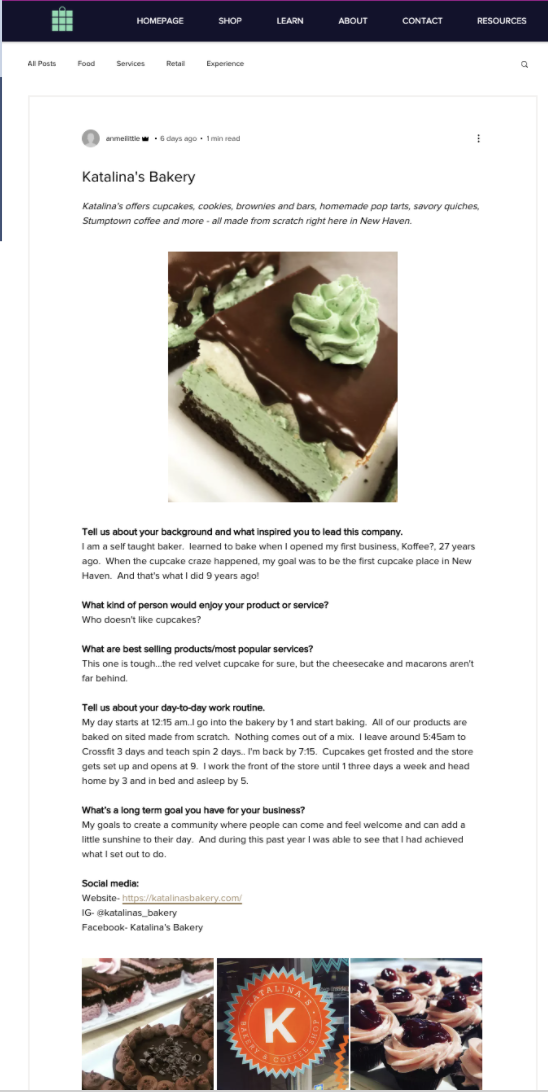 HOMEPAGE SHOP LEARN ABOUT CONTACT RESOURCES
All Posts Food Services Retail Experience
anmeilittle • 6 days ago • 1 min read
Katalina's Bakery
Katalina's offers cupcakes, cookies, brownies and bars, homemade pop tarts, savory quiches,
Stumptown coffee and more - all made from scratch right here in New Haven.
Tell us about your background and what inspired you to lead this company.
I am a self taught baker.  learned to bake when I opened my first business, Koffee?, 27 years
ago.  When the cupcake craze happened, my goal was to be the first cupcake place in New
Haven.  And that's what I did 9 years ago!
What kind of person would enjoy your product or service?
Who doesn't like cupcakes?
What are best selling products/most popular services?
This one is tough...the red velvet cupcake for sure, but the cheesecake and macarons aren't
far behind.
Tell us about your day-to-day work routine.
My day starts at 12:15 am..I go into the bakery by 1 and start baking.  All of our products are
baked on sited made from scratch.  Nothing comes out of a mix.  I leave around 5:45am to
Crossfit 3 days and teach spin 2 days.. I'm back by 7:15.  Cupcakes get frosted and the store
gets set up and opens at 9.  I work the front of the store until 1 three days a week and head
home by 3 and in bed and asleep by 5.
What's a long term goal you have for your business?
My goals to create a community where people can come and feel welcome and can add a
little sunshine to their day.  And during this past year I was able to see that I had achieved
what I set out to do.
Social media:
Website- https://katalinasbakery.com/
IG- @katalinas_bakery
Facebook- Katalina's Bakery
KATALINA'S
K
BAKERY & COFFEE SHOP